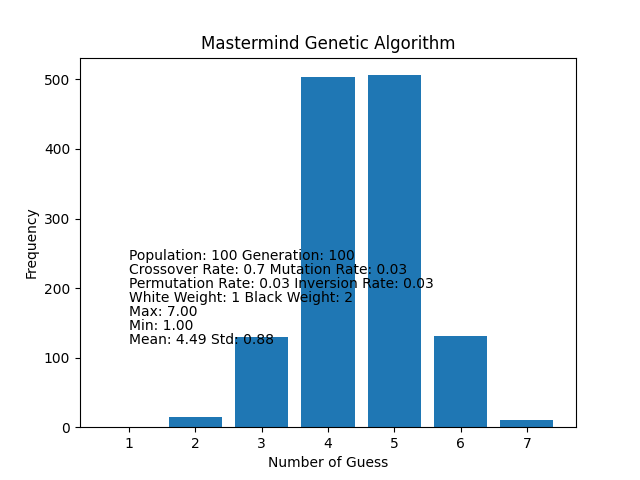 Mastermind Genetic Algorithm
Frequency
500
400
300
200
100
0
Population: 100 Generation: 100
Crossover Rate: 0.7 Mutation Rate: 0.03
Permutation Rate: 0.03 Inversion Rate: 0.03
White Weight: 1 Black Weight: 2
Max: 7.00
Min: 1.00
Mean: 4.49 Std: 0.88
1 2 3 4 5 6 7
Number of Guess